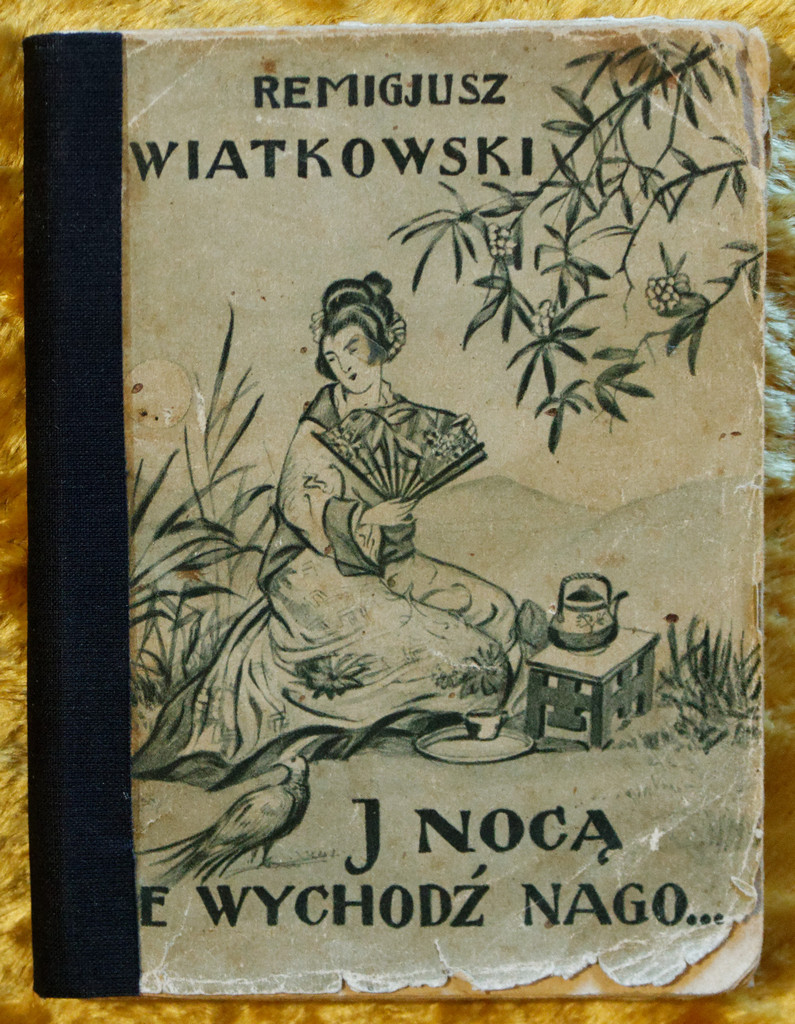 REMIGJUSZ
WIATKOWSKI
J NOCĄ
E WYCHODŹ NAGO...